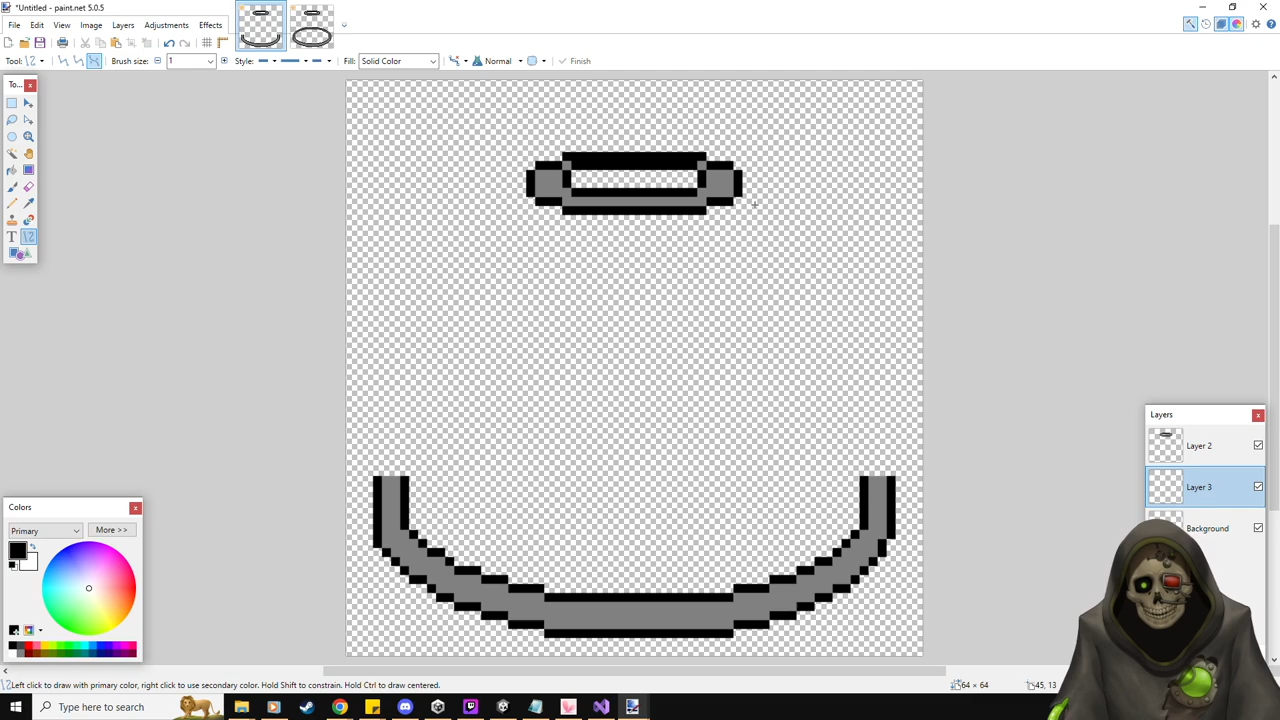 *Untitled - paint.net 5.0.5
File Edit View Image Layers Adjustments Effects
Tool: Brush size: 1 Style: Fill: Solid Color Normal Finish
To...
T
Layers
Layer 2
Layer 3
Background
Colors
Primary
More >>
Left click to draw with primary color, right click to use secondary color. Hold Shift to constrain. Hold Ctrl to draw centered.
64 × 64
45, 13
Type here to search